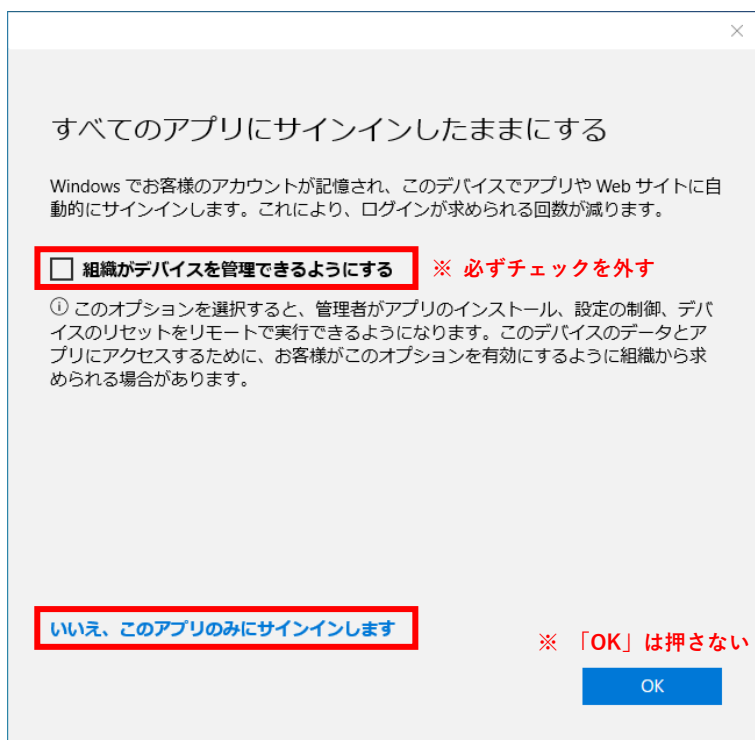 すべてのアプリにサインインしたままにする
Windows でお客様のアカウントが記憶され、このデバイスでアプリや Web サイトに自
動的にサインインします。これにより、ログインが求められる回数が減ります。
組織がデバイスを管理できるようにする ※ 必ずチェックを外す
このオプションを選択すると、管理者がアプリのインストール、設定の制御、デバ
イスのリセットをリモートで実行できるようになります。このデバイスのデータとア
プリにアクセスするために、お客様がこのオプションを有効にするように組織から求
められる場合があります。
いいえ、このアプリのみにサインインします
※ 「OK」は押さない
OK